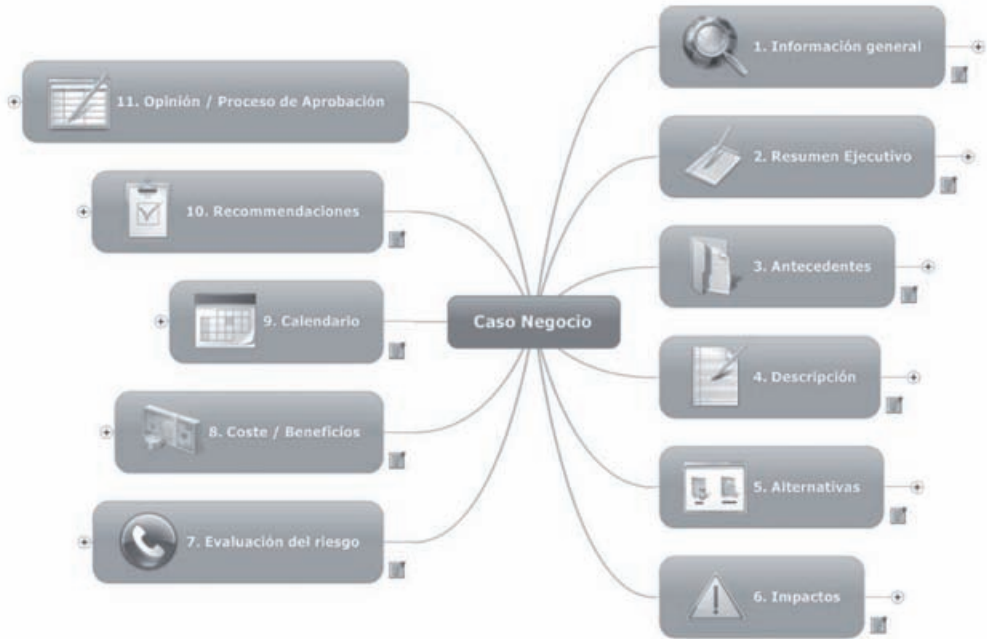 Caso Negocio
1. Información general
2. Resumen Ejecutivo
3. Antecedentes
4. Descripción
5. Alternativas
6. Impactos
7. Evaluación del riesgo
8. Coste / Beneficios
9. Calendario
10. Recommendaciones
11. Opinión / Proceso de Aprobación